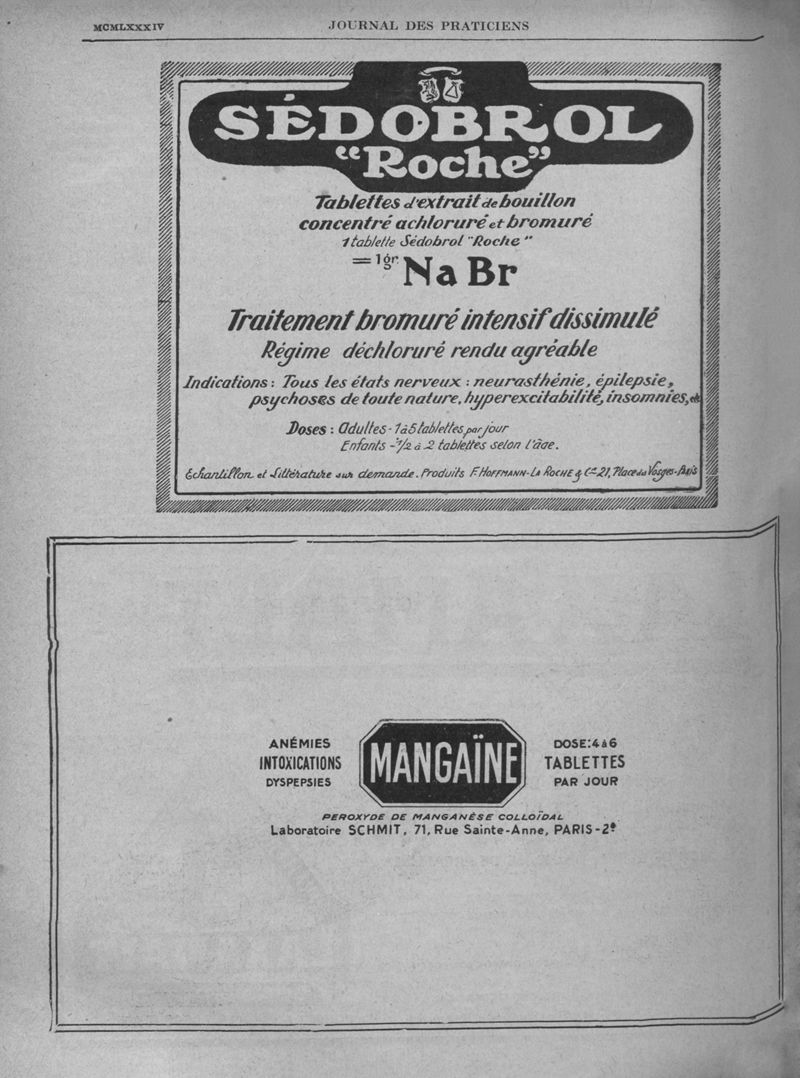 MCMLXXXIV JOURNAL DES PRATICIENS
SÉDOBROL
"Roche"
Tablettes d'extrait de bouillon
concentré achloruré et bromuré
1 tablette Sédobrol "Roche"
= 1gr. Na Br
Traitement bromuré intensif dissimulé
Régime déchloruré rendu agréable
Indications : Tous les états nerveux : neurasthénie, épilepsie,
psychoses de toute nature, hyperexcitabilité, insomnies, etc
Doses : Adultes - 1 à 5 tablettes par jour
Enfants - 1/2 à 2 tablettes selon l'âge.
Echantillon et Littérature sur demande. Produits F. HOFFMANN-LA ROCHE & Cie 21, Place des Vosges-Paris
ANÉMIES
INTOXICATIONS
DYSPEPSIES
MANGAÏNE
DOSE: 4 à 6
TABLETTES
PAR JOUR
PEROXYDE DE MANGANÈSE COLLOÏDAL
Laboratoire SCHMIT, 71, Rue Sainte-Anne, PARIS-2e